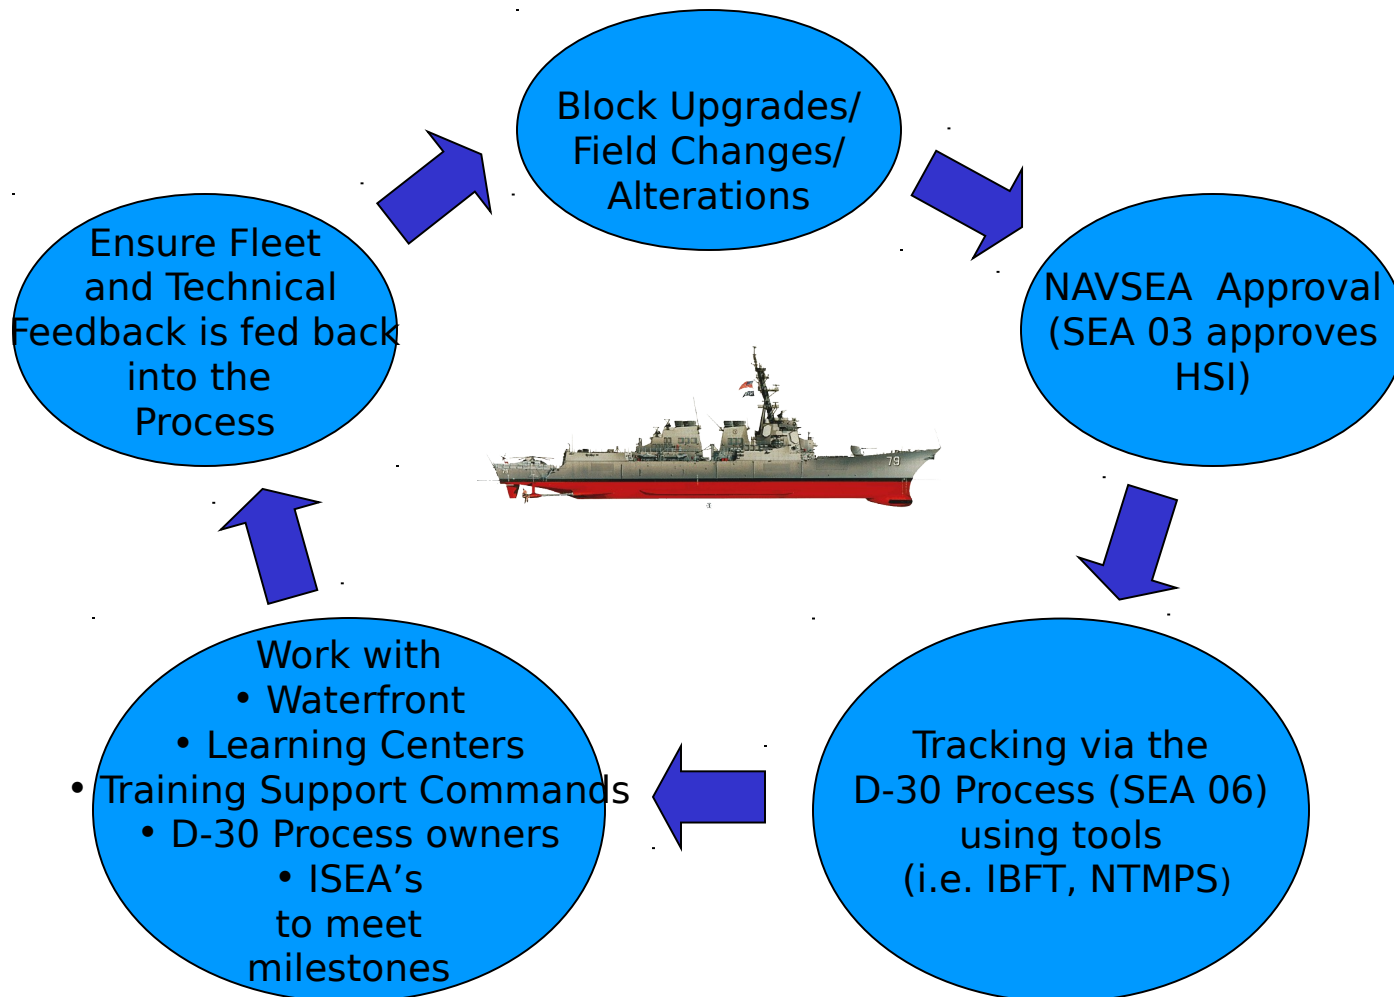 Block Upgrades/
Field Changes/
Alterations
NAVSEA  Approval
(SEA 03 approves
HSI)
Tracking via the
D-30 Process (SEA 06)
using tools
(i.e. IBFT, NTMPS)
Work with
• Waterfront
• Learning Centers
• Training Support Commands
• D-30 Process owners
• ISEA’s
to meet
milestones
Ensure Fleet
and Technical
Feedback is fed back
into the
Process
79